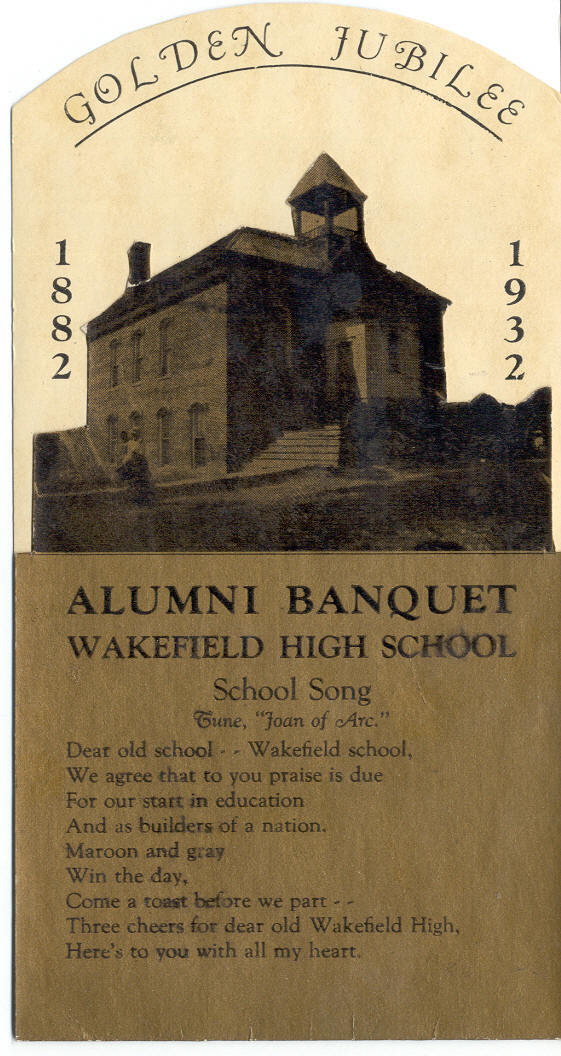 GOLDEN JUBILEE
1882
1932
ALUMNI BANQUET
WAKEFIELD HIGH SCHOOL
School Song
Tune, "Joan of Arc."
Dear old school - - Wakefield school,
We agree that to you praise is due
For our start in education
And as builders of a nation.
Maroon and gray
Win the day,
Come a toast before we part - -
Three cheers for dear old Wakefield High,
Here's to you with all my heart.